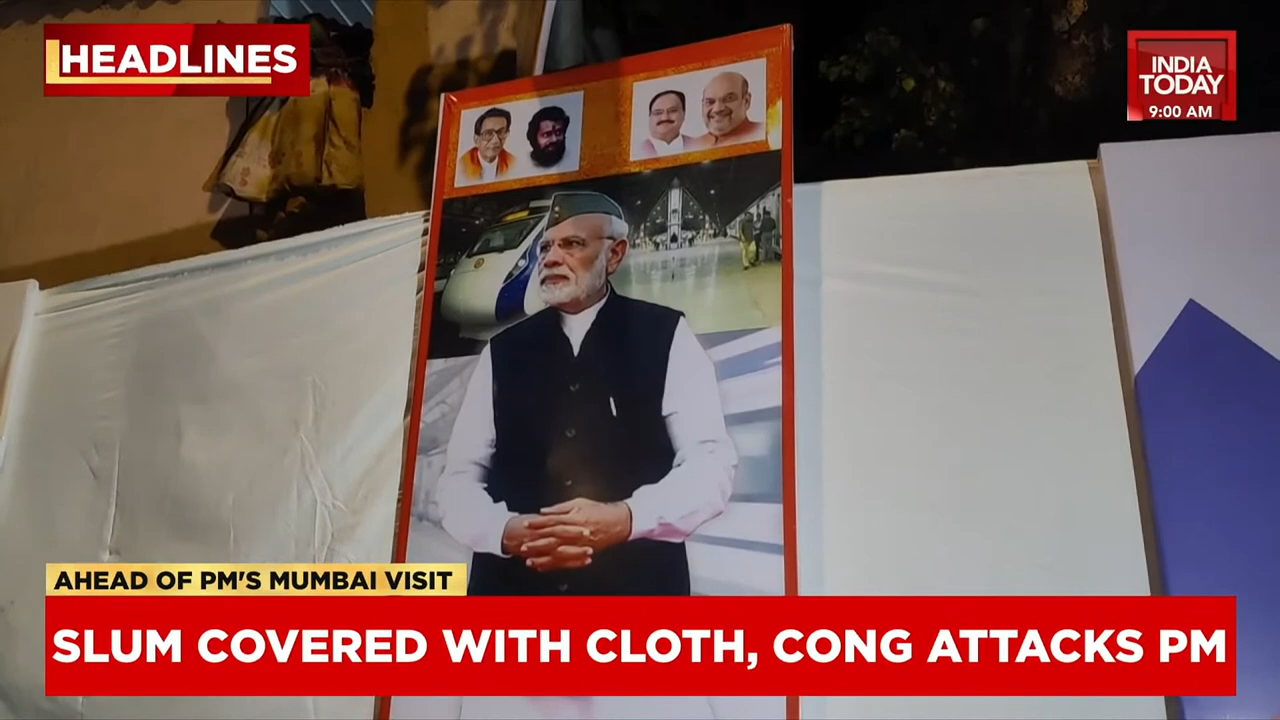 HEADLINES
INDIA
TODAY
9:00 AM
AHEAD OF PM'S MUMBAI VISIT
SLUM COVERED WITH CLOTH, CONG ATTACKS PM